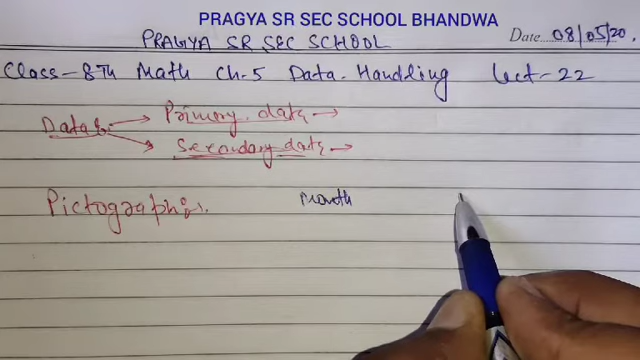 PRAGYA SR SEC SCHOOL BHANDWA
PRAGYA SR SEC SCHOOL Date 08/05/20.
Class-8Th Math Ch-5 Data Handling Lect-22
Data:- → Primary data →
→ Secondary data →
Pictograph:- Month